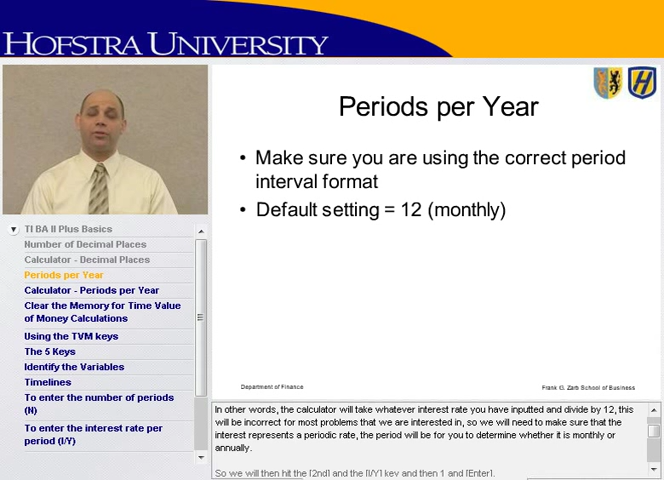 HOFSTRA UNIVERSITY
H
Periods per Year
• Make sure you are using the correct period
interval format
• Default setting = 12 (monthly)
Department of Finance
Frank G. Zarb School of Business
TI BA II Plus Basics
Number of Decimal Places
Calculator - Decimal Places
Periods per Year
Calculator - Periods per Year
Clear the Memory for Time Value
of Money Calculations
Using the TVM keys
The 5 Keys
Identify the Variables
Timelines
To enter the number of periods
(N)
To enter the interest rate per
period (I/Y)
In other words, the calculator will take whatever interest rate you have inputted and divide by 12, this
will be incorrect for most problems that we are interested in, so we will need to make sure that the
interest represents a periodic rate, the period will be for you to determine whether it is monthly or
annually.
So we will then hit the [2nd] and the [I/Y] key and then 1 and [Enter].